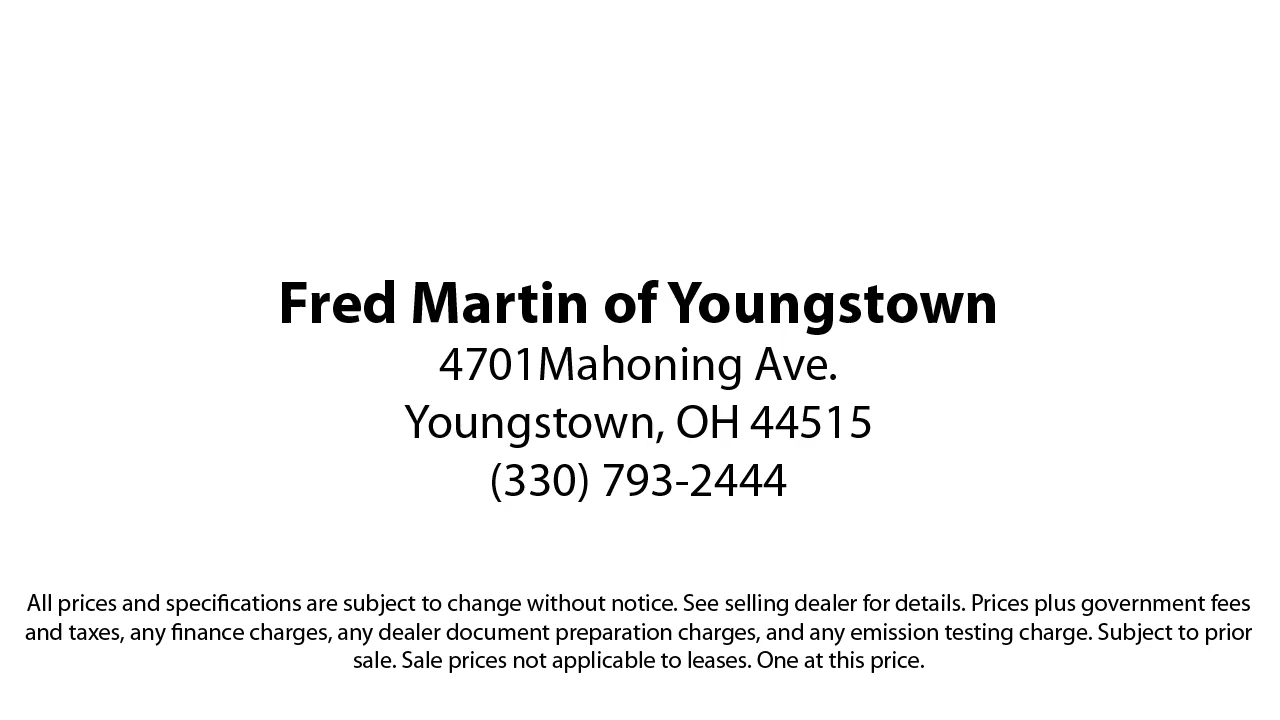 Fred Martin of Youngstown
4701Mahoning Ave.
Youngstown, OH 44515
(330) 793-2444
All prices and specifications are subject to change without notice. See selling dealer for details. Prices plus government fees
and taxes, any finance charges, any dealer document preparation charges, and any emission testing charge. Subject to prior
sale. Sale prices not applicable to leases. One at this price.